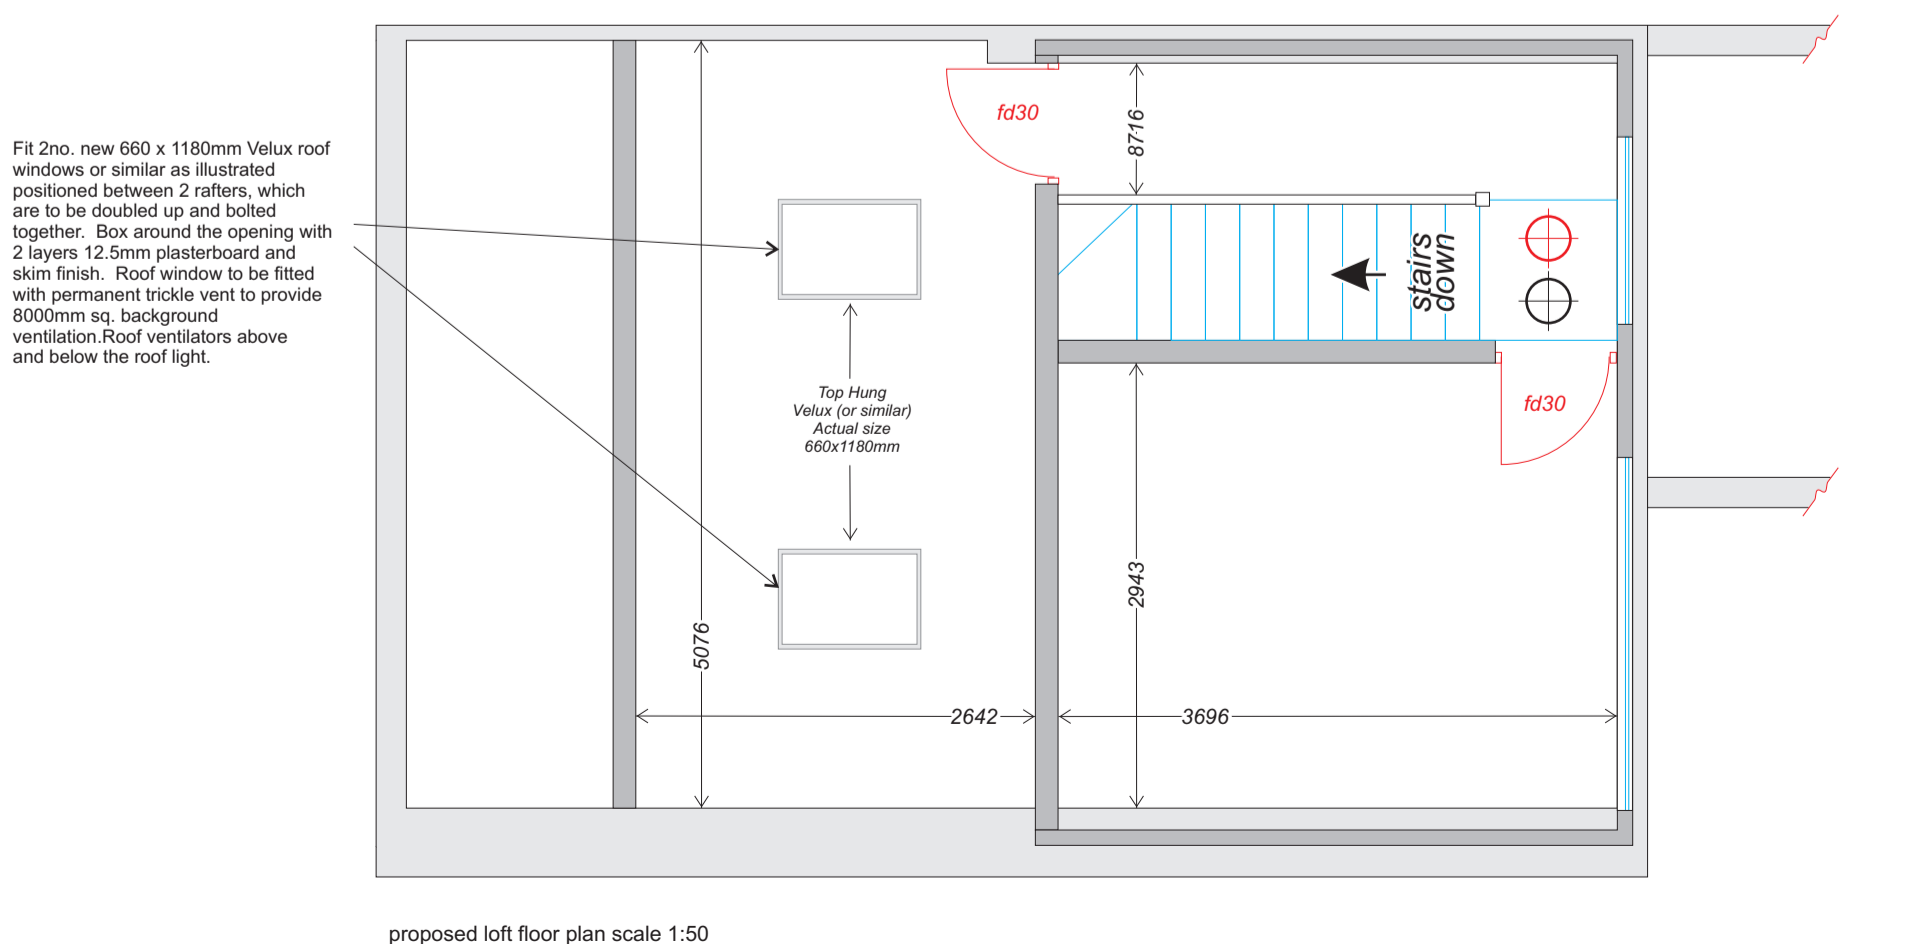 Fit 2no. new 660 x 1180mm Velux roof
windows or similar as illustrated
positioned between 2 rafters, which
are to be doubled up and bolted
together.  Box around the opening with
2 layers 12.5mm plasterboard and
skim finish.  Roof window to be fitted
with permanent trickle vent to provide
8000mm sq. background
ventilation.Roof ventilators above
and below the roof light.
fd30
8716
stairs
down
Top Hung
Velux (or similar)
Actual size
660x1180mm
fd30
2943
5076
2642
3696
proposed loft floor plan scale 1:50